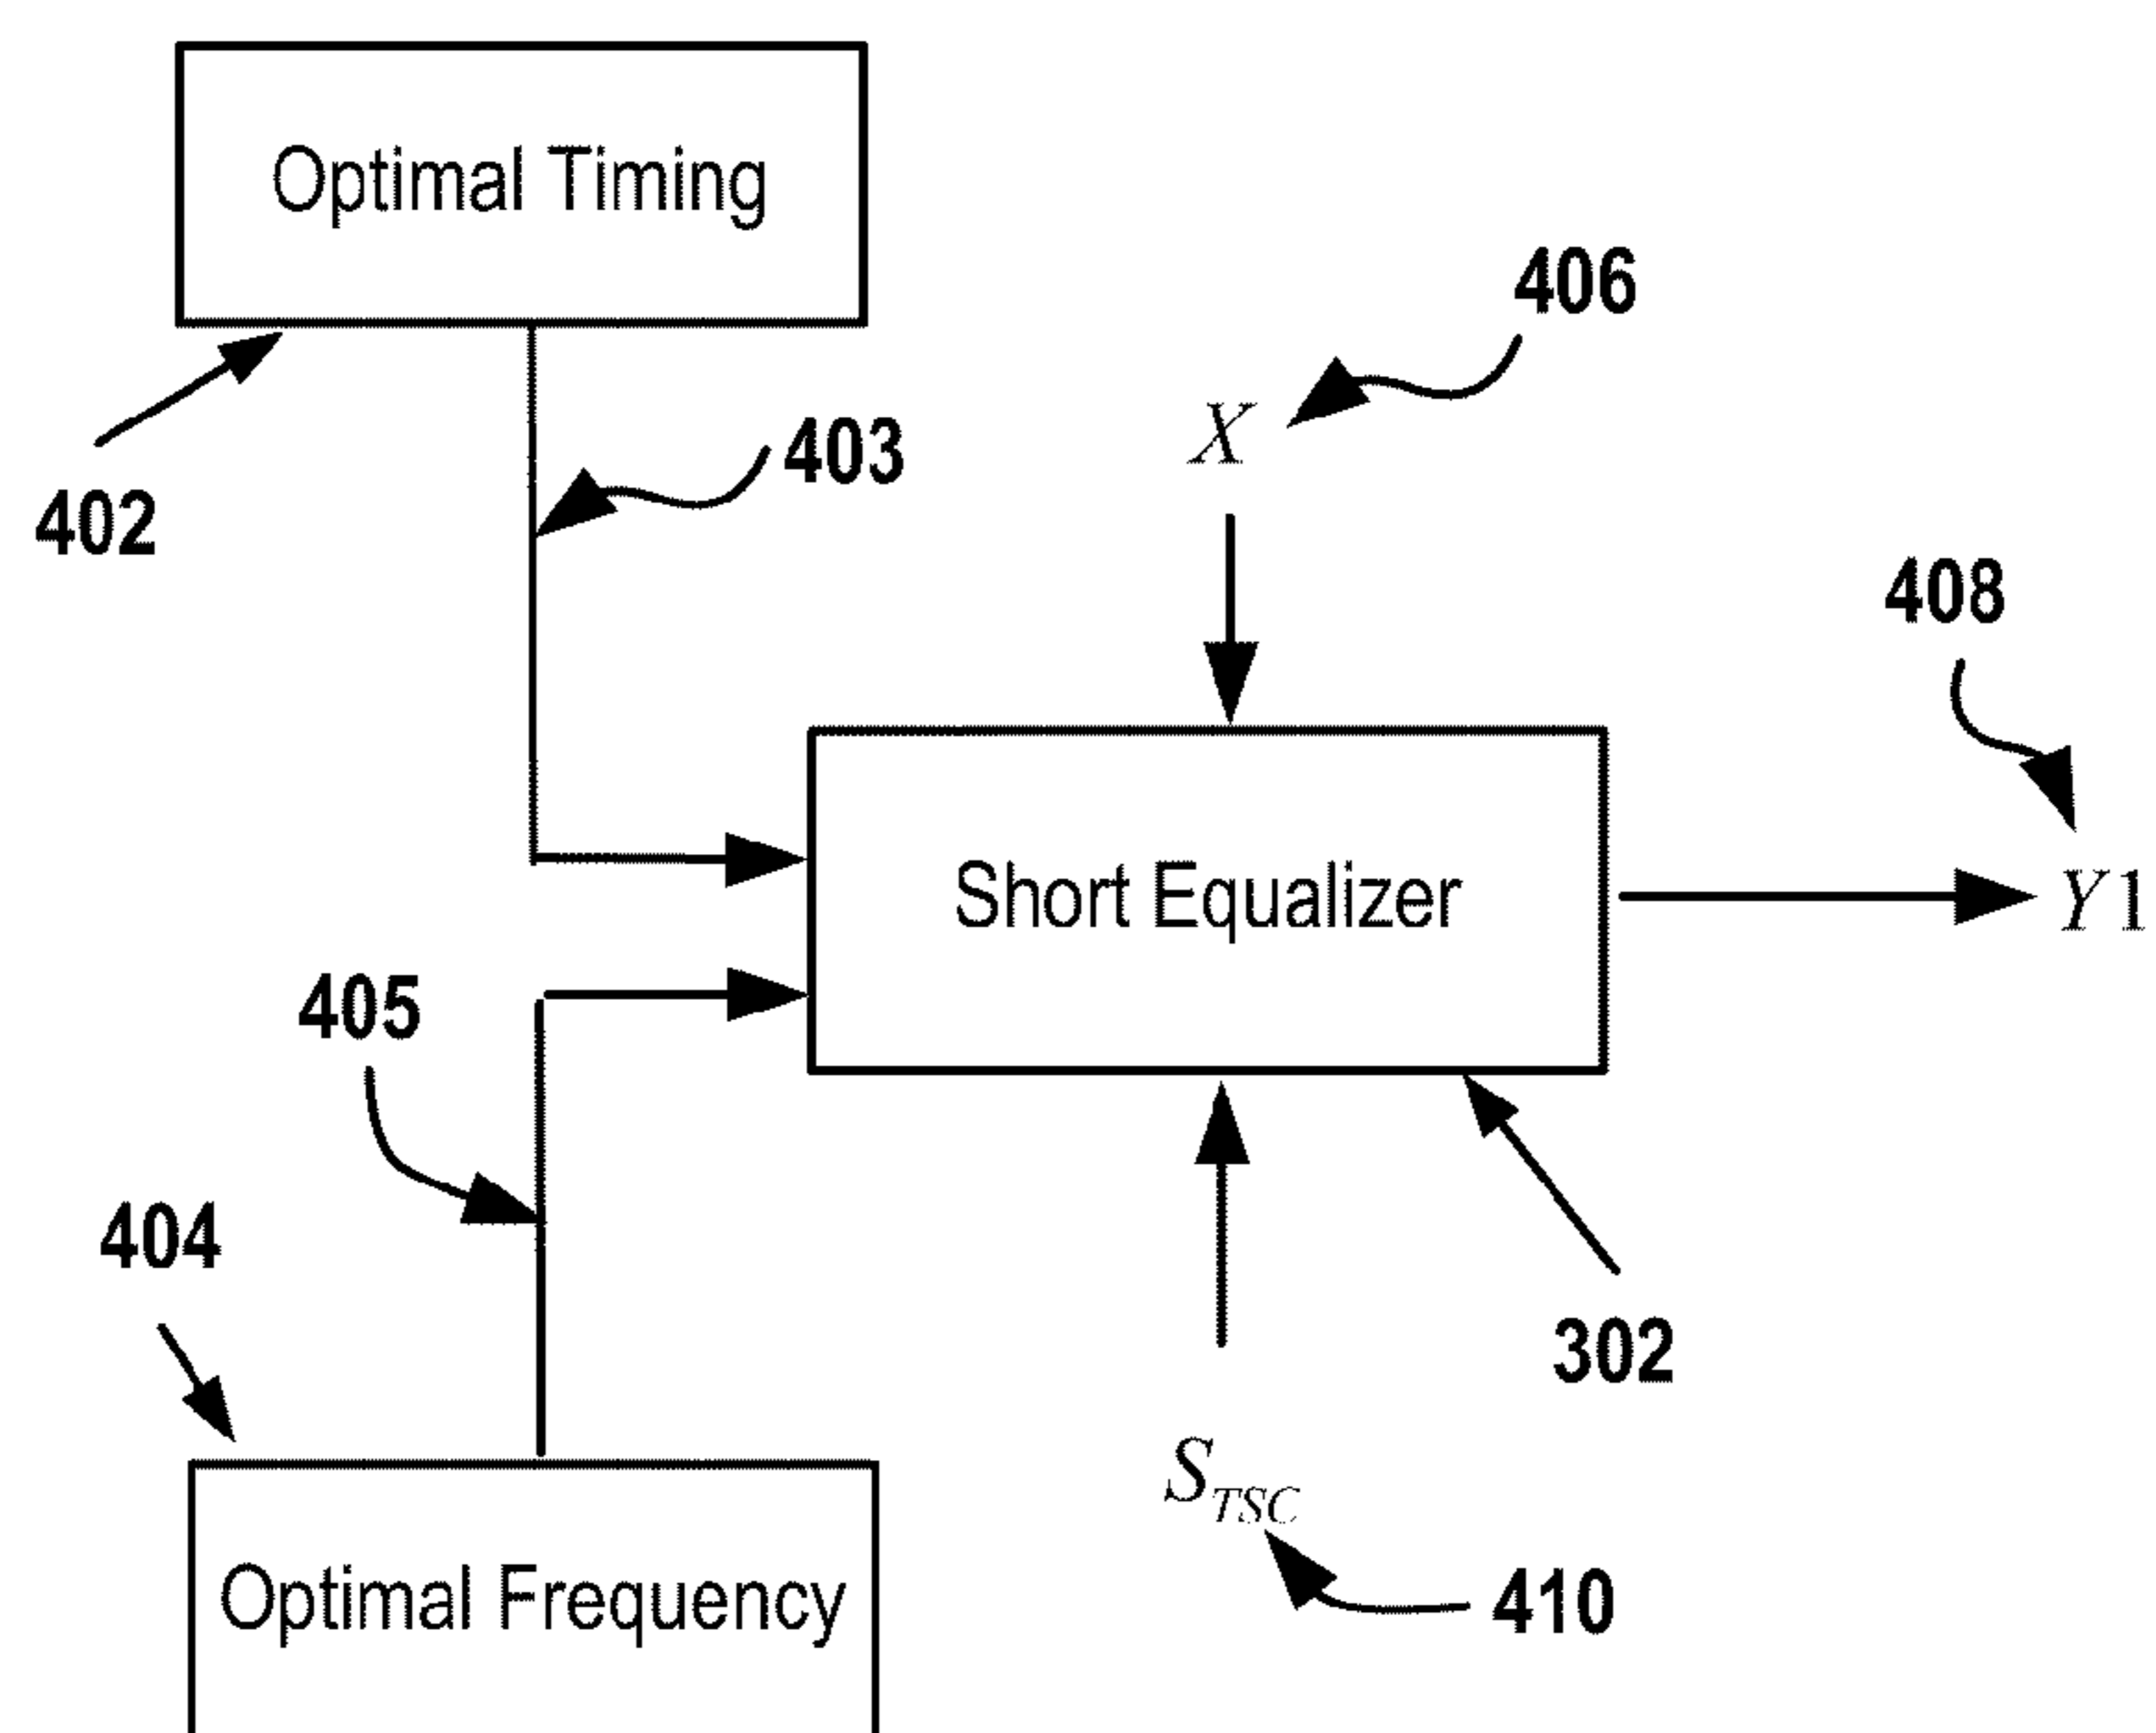 Optimal Timing
406
X
403
402
408
Short Equalizer
Y1
405
404
302
S_TSC
Optimal Frequency
410